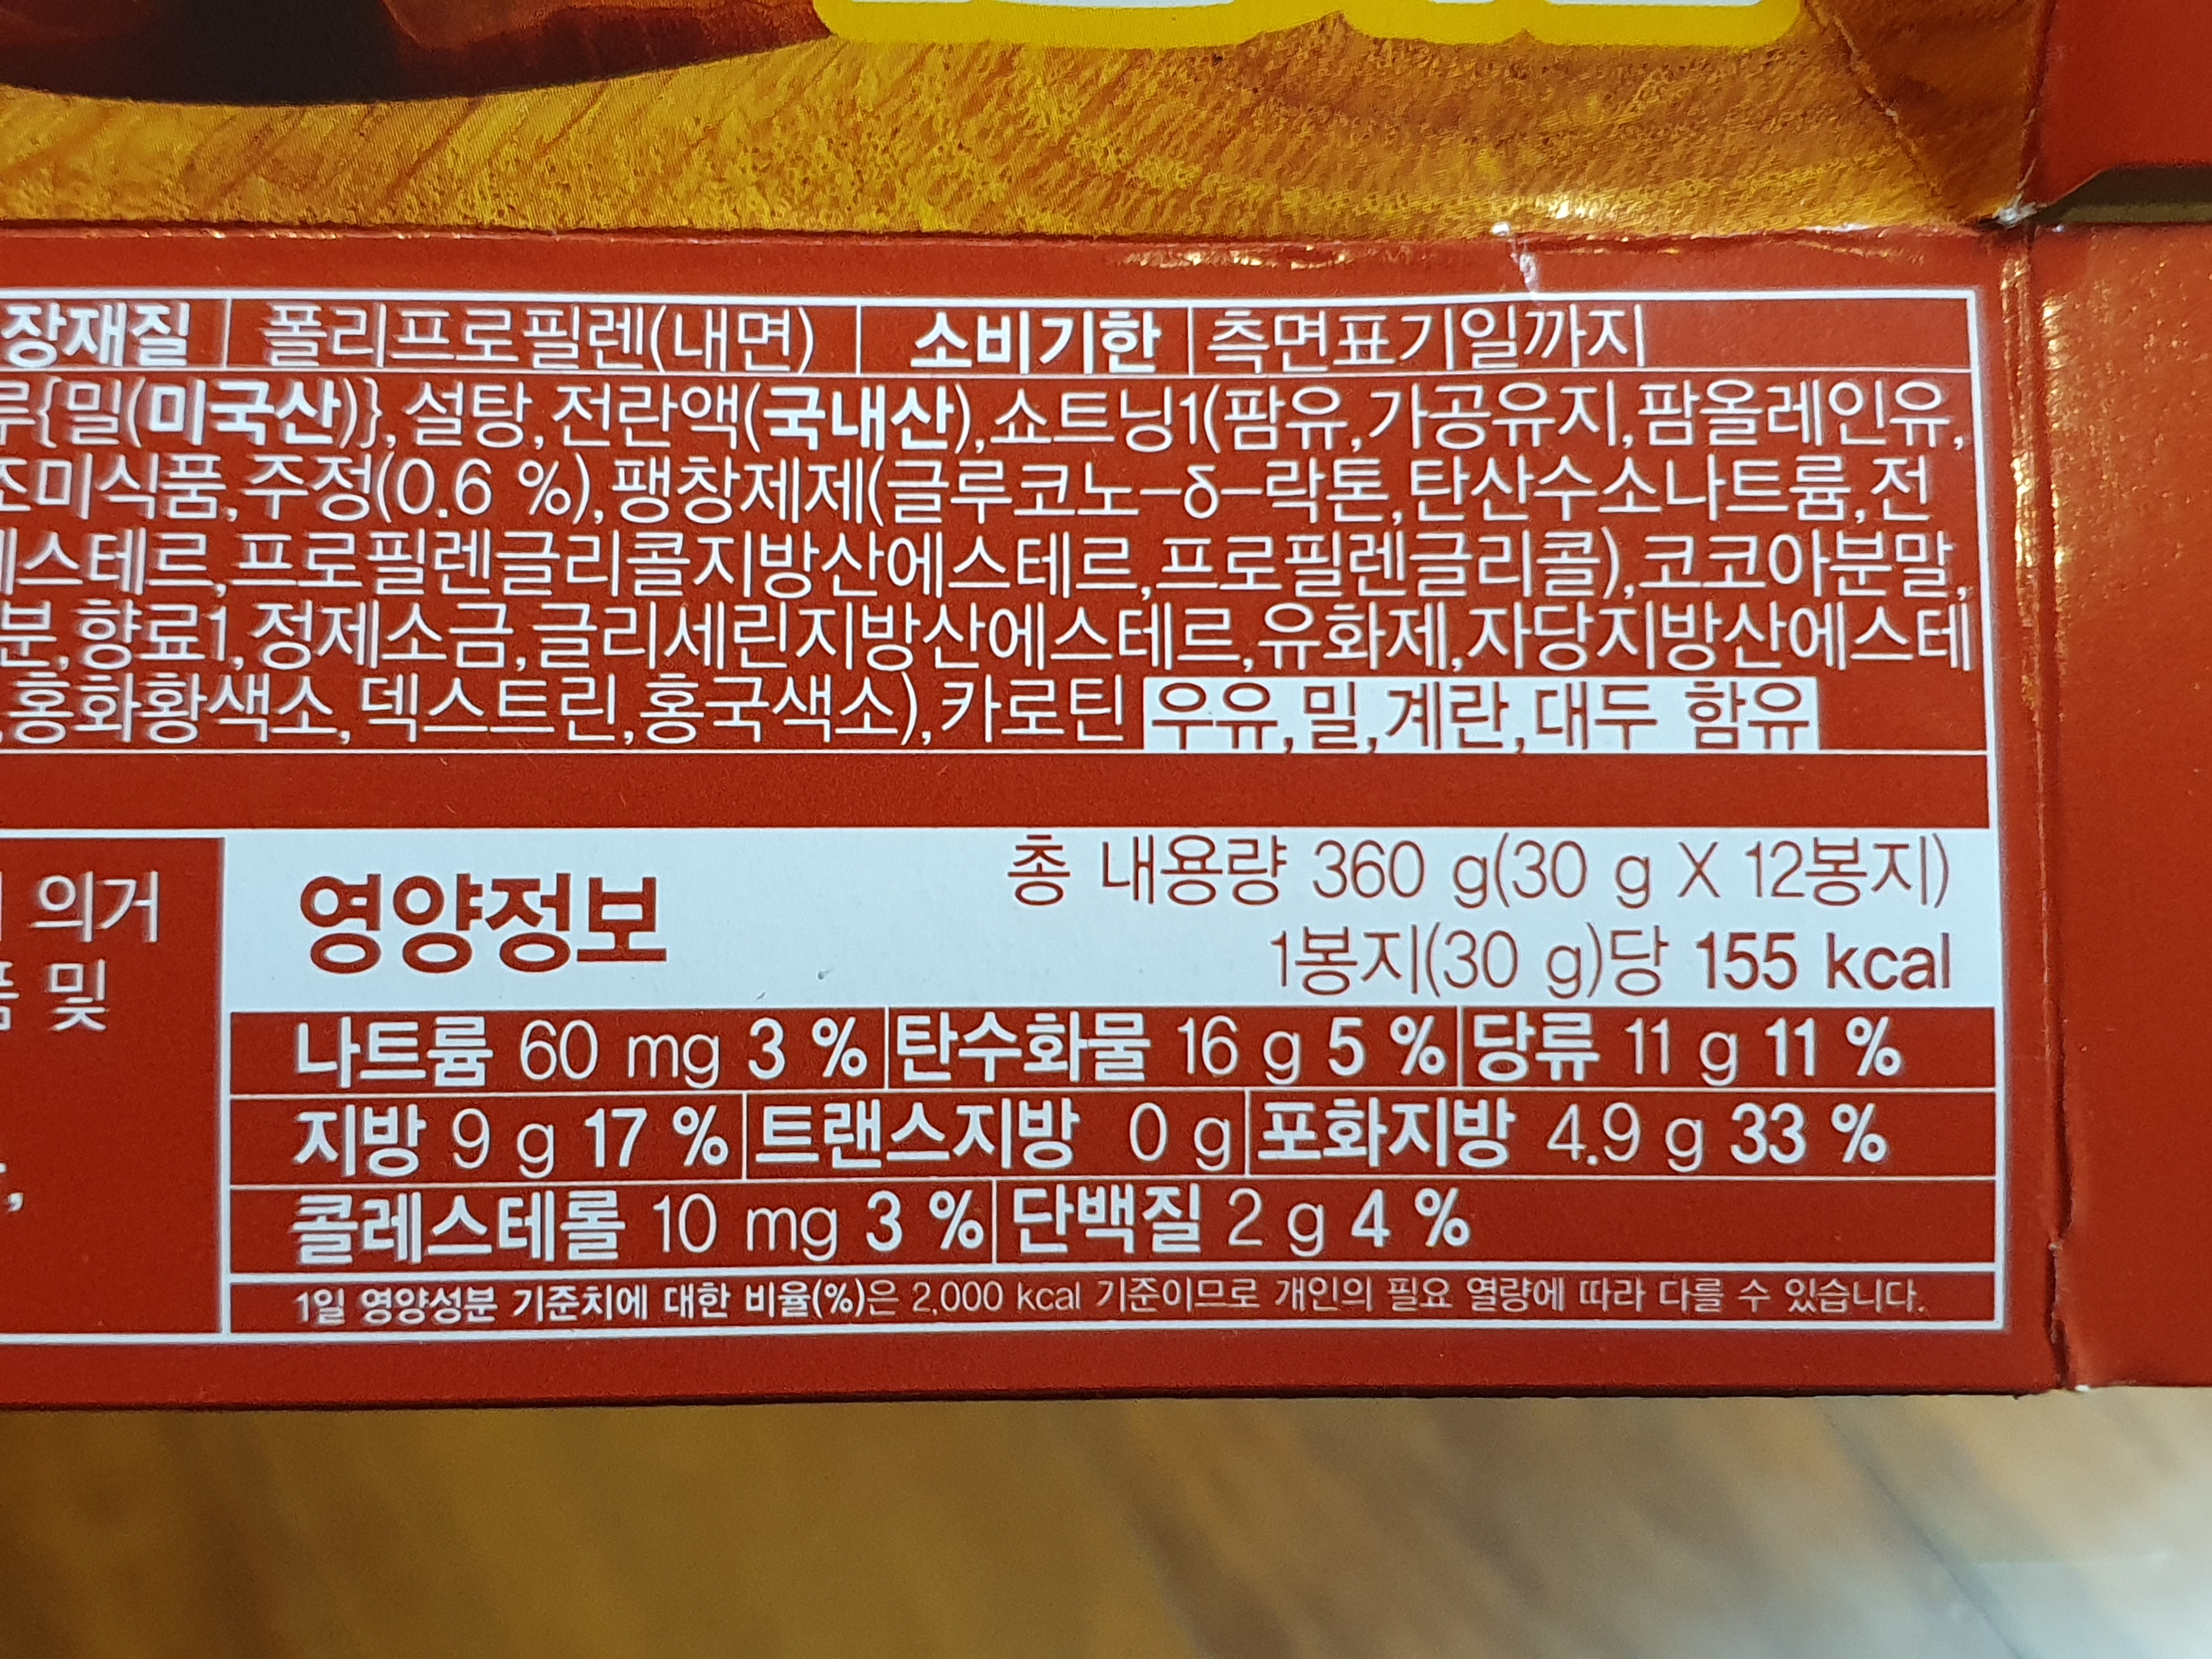 장재질 폴리프로필렌(내면) 소비기한 측면표기일까지
루{밀(미국산)}, 설탕, 전란액(국내산), 쇼트닝1(팜유, 가공유지, 팜올레인유,
조미식품, 주정(0.6 %), 팽창제제(글루코노-δ-락톤, 탄산수소나트륨, 전
에스테르, 프로필렌글리콜지방산에스테르, 프로필렌글리콜), 코코아분말,
분, 향료1, 정제소금, 글리세린지방산에스테르, 유화제, 자당지방산에스테
, 홍화황색소, 덱스트린, 홍국색소), 카로틴 우유, 밀, 계란, 대두 함유
의거
및
영양정보
총 내용량 360 g(30 g X 12봉지)
1봉지(30 g)당 155 kcal
나트륨 60 mg 3 % 탄수화물 16 g 5 % 당류 11 g 11 %
지방 9 g 17 % 트랜스지방 0 g 포화지방 4.9 g 33 %
콜레스테롤 10 mg 3 % 단백질 2 g 4 %
1일 영양성분 기준치에 대한 비율(%)은 2,000 kcal 기준이므로 개인의 필요 열량에 따라 다를 수 있습니다.